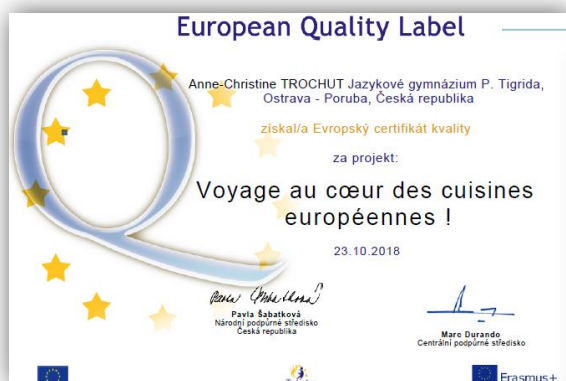 European Quality Label
Anne-Christine TROCHUT Jazykové gymnázium P. Tigrida,
Ostrava - Poruba, Česká republika
získal/a Evropský certifikát kvality
za projekt:
Voyage au cœur des cuisines
européennes !
23.10.2018
Pavla Šabatková
Národní podpůrné středisko
Česká republika
Marc Durando
Centrální podpůrné středisko
Erasmus+